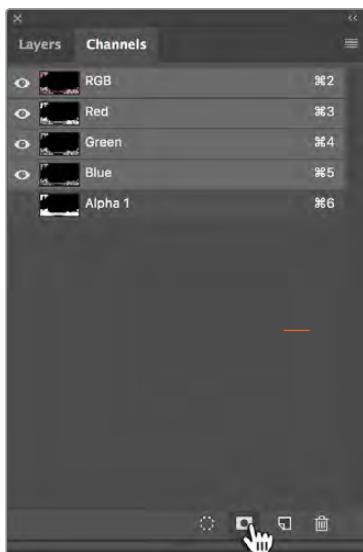 Layers Channels
RGB ⌘2
Red ⌘3
Green ⌘4
Blue ⌘5
Alpha 1 ⌘6